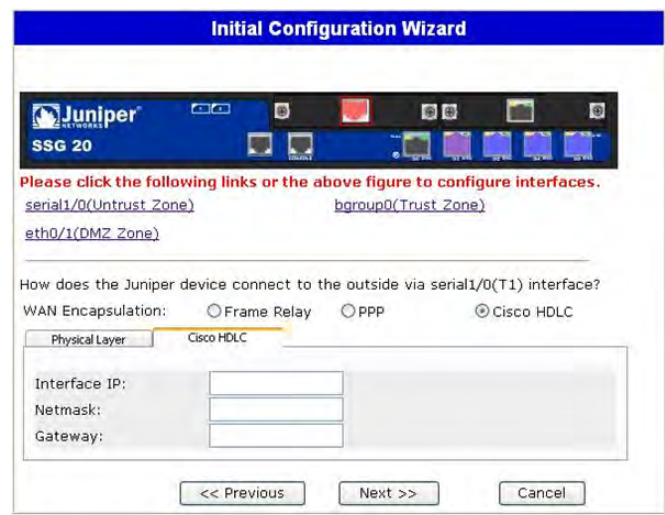 Initial Configuration Wizard
Juniper
NETWORKS
SSG 20
CONSOLE
Please click the following links or the above figure to configure interfaces.
serial1/0(Untrust Zone) bgroup0(Trust Zone)
eth0/1(DMZ Zone)
How does the Juniper device connect to the outside via serial1/0(T1) interface?
WAN Encapsulation: Frame Relay PPP Cisco HDLC
Physical Layer Cisco HDLC
Interface IP:
Netmask:
Gateway:
<< Previous Next >> Cancel